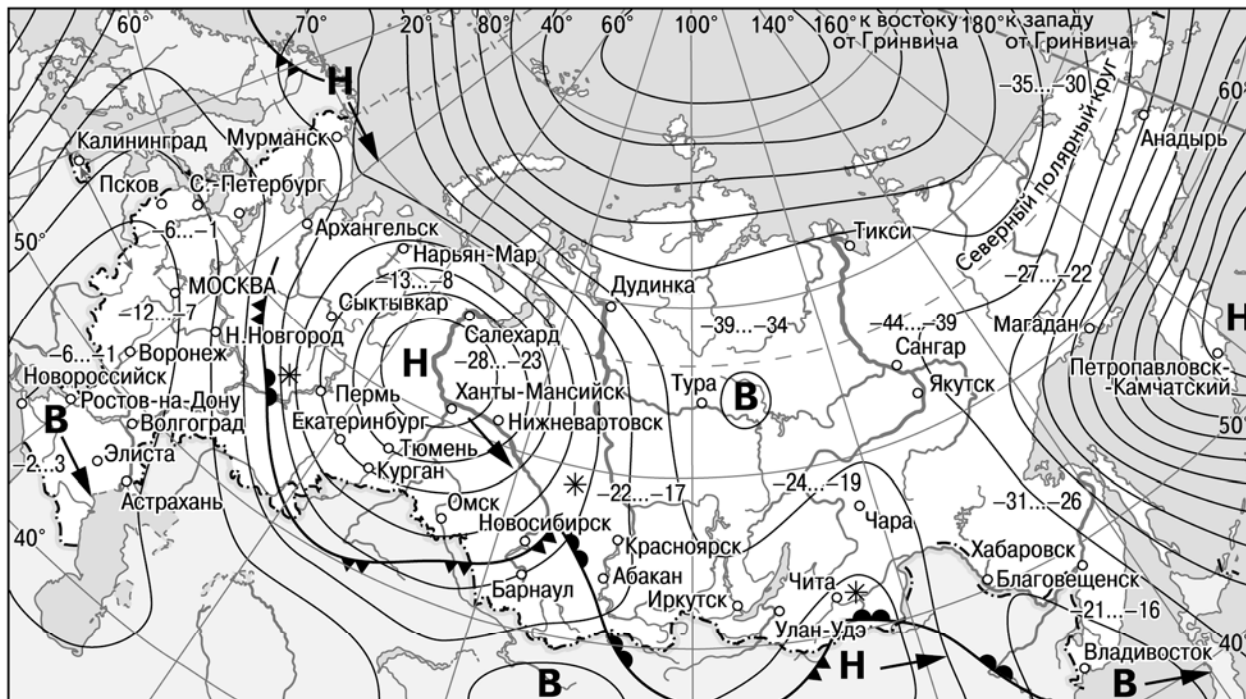 60° 70° 20° 80° 40° 60° 100° 140° 160° к востоку 180° к западу
от Гринвича от Гринвича
Н
−35...−30
60°
Калининград
Мурманск
Анадырь
Псков С.-Петербург
Северный полярный круг
−6...−1
50°
Архангельск
Тикси
Нарьян-Мар
−27...−22
−13...−8
МОСКВА
Дудинка
Сыктывкар
−12...−7
Салехард
−39...−34
−44...−39
Магадан
Н
Н.Новгород
−6...−1
Воронеж
Н
−28...−23
Сангар
Новороссийск
Петропавловск-
-Камчатский
Ростов-на-Дону
Пермь
Ханты-Мансийск
Тура
В
Якутск
В
Волгоград
Екатеринбург
Нижневартовск
50°
−2...3
Элиста
Тюмень
Курган
Астрахань
−22...−17
−24...−19
−31...−26
Омск
Чара
40°
Новосибирск
Красноярск
Хабаровск
Барнаул
Абакан
Чита
Благовещенск
Иркутск
−21...−16
Улан-Удэ
40°
Владивосток
В
Н
В